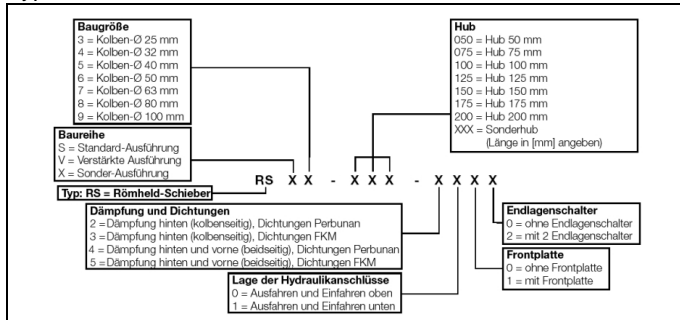 Baugröße
3 = Kolben-Ø 25 mm
4 = Kolben-Ø 32 mm
5 = Kolben-Ø 40 mm
6 = Kolben-Ø 50 mm
7 = Kolben-Ø 63 mm
8 = Kolben-Ø 80 mm
9 = Kolben-Ø 100 mm
Hub
050 = Hub 50 mm
075 = Hub 75 mm
100 = Hub 100 mm
125 = Hub 125 mm
150 = Hub 150 mm
175 = Hub 175 mm
200 = Hub 200 mm
XXX = Sonderhub
(Länge in [mm] angeben)
Baureihe
S = Standard-Ausführung
V = Verstärkte Ausführung
X = Sonder-Ausführung
RS X X - X X X - X X X X
Typ: RS = Römheld-Schieber
Dämpfung und Dichtungen
2 =Dämpfung hinten (kolbenseitig), Dichtungen Perbunan
3 =Dämpfung hinten (kolbenseitig), Dichtungen FKM
4 =Dämpfung hinten und vorne (beidseitig), Dichtungen Perbunan
5 =Dämpfung hinten und vorne (beidseitig), Dichtungen FKM
Endlagenschalter
0 = ohne Endlagenschalter
2 = mit 2 Endlagenschalter
Frontplatte
0 = ohne Frontplatte
1 = mit Frontplatte
Lage der Hydraulikanschlüsse
0 = Ausfahren und Einfahren oben
1 = Ausfahren und Einfahren unten